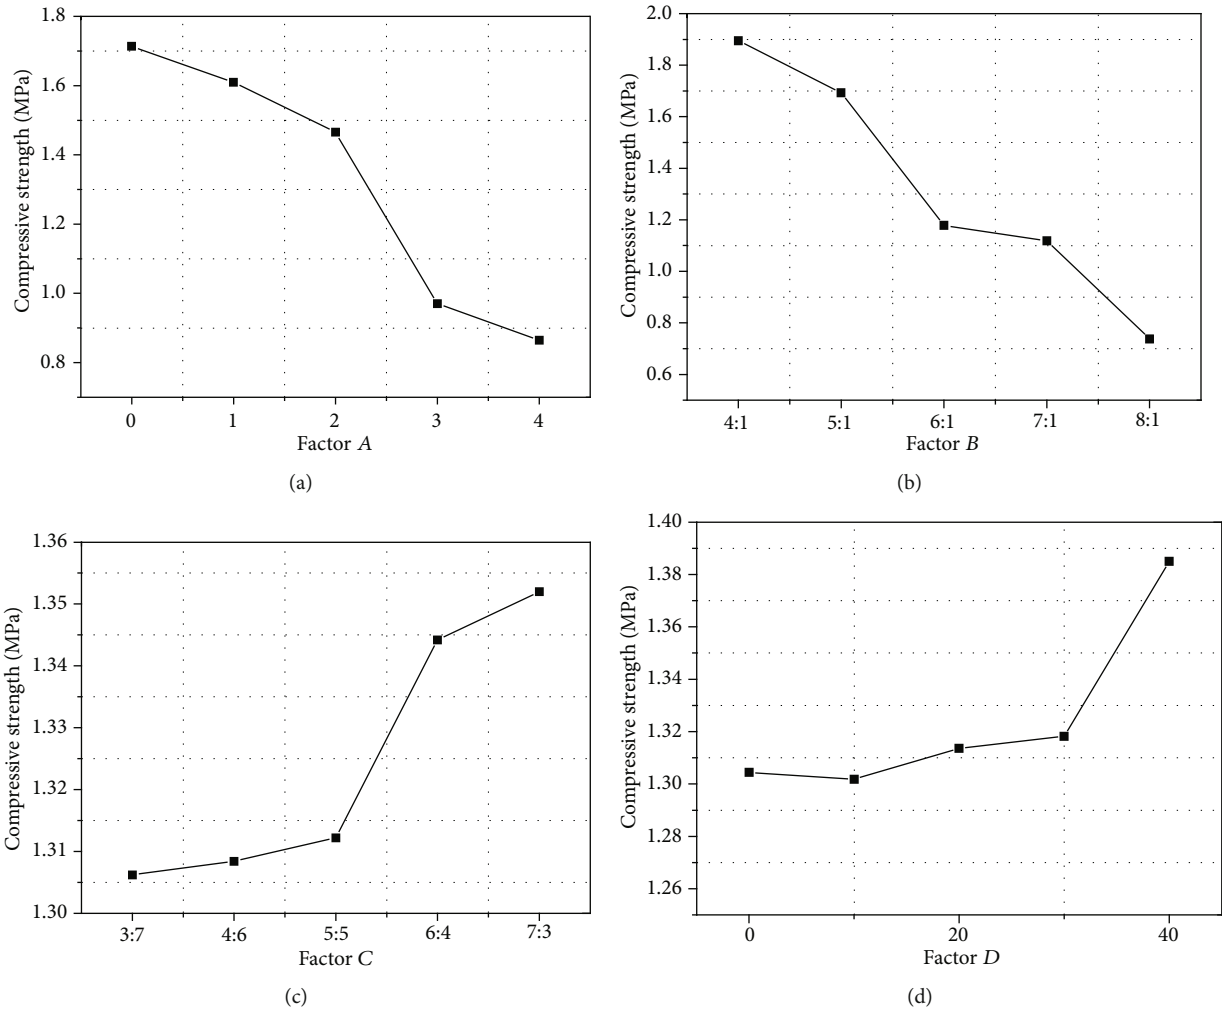 1.8
1.6
1.4
1.2
1.0
0.8
Compressive strength (MPa)
0 1 2 3 4
Factor A
(a)
2.0
1.8
1.6
1.4
1.2
1.0
0.8
0.6
Compressive strength (MPa)
4:1 5:1 6:1 7:1 8:1
Factor B
(b)
1.36
1.35
1.34
1.33
1.32
1.31
1.30
Compressive strength (MPa)
3:7 4:6 5:5 6:4 7:3
Factor C
(c)
1.40
1.38
1.36
1.34
1.32
1.30
1.28
1.26
Compressive strength (MPa)
0 20 40
Factor D
(d)